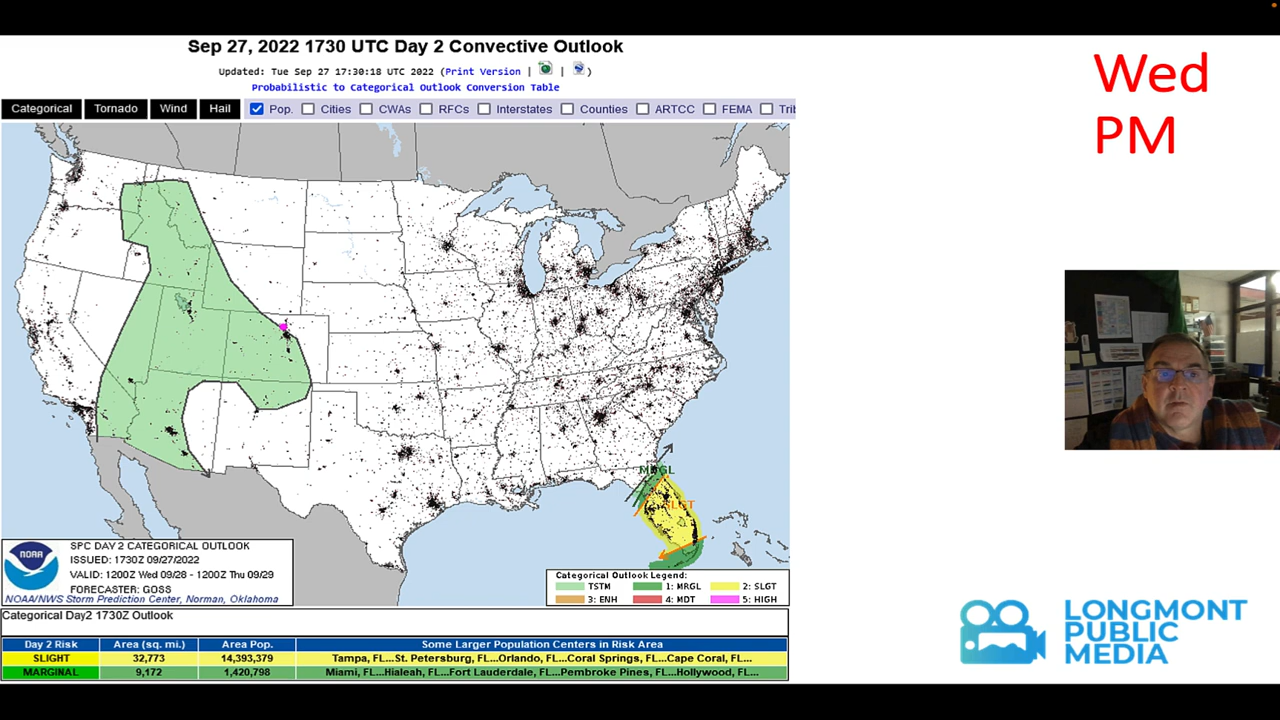 Sep 27, 2022 1730 UTC Day 2 Convective Outlook
Updated: Tue Sep 27 17:30:18 UTC 2022 (Print Version | | )
Probabilistic to Categorical Outlook Conversion Table
Categorical Tornado Wind Hail Pop. Cities CWAs RFCs Interstates Counties ARTCC FEMA Trib
Wed
PM
MRGL
SLGT
NOAA
SPC DAY 2 CATEGORICAL OUTLOOK
ISSUED: 1730Z 09/27/2022
VALID: 1200Z Wed 09/28 - 1200Z Thu 09/29
FORECASTER: GOSS
NOAA/NWS Storm Prediction Center, Norman, Oklahoma
Categorical Outlook Legend:
TSTM 1: MRGL 2: SLGT
3: ENH 4: MDT 5: HIGH
Categorical Day2 1730Z Outlook
Day 2 Risk Area (sq. mi.) Area Pop. Some Larger Population Centers in Risk Area
SLIGHT 32,773 14,393,379 Tampa, FL...St. Petersburg, FL...Orlando, FL...Coral Springs, FL...Cape Coral, FL...
MARGINAL 9,172 1,420,798 Miami, FL...Hialeah, FL...Fort Lauderdale, FL...Pembroke Pines, FL...Hollywood, FL...
LONGMONT
PUBLIC
MEDIA